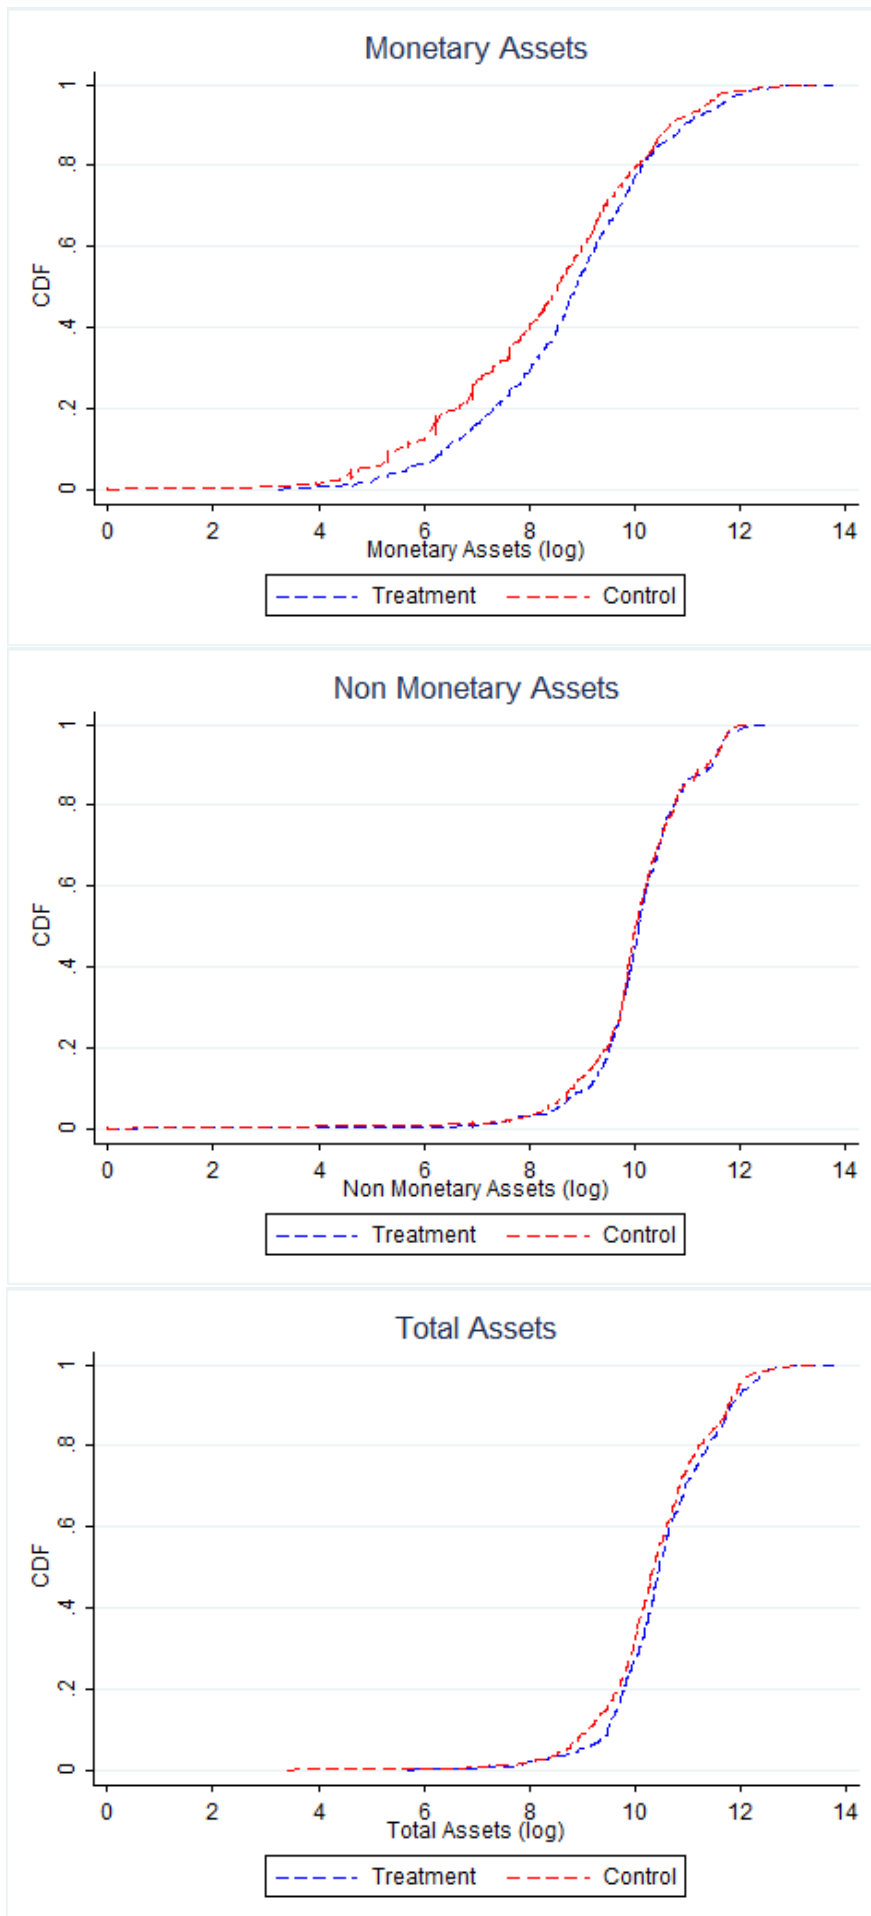 Monetary Assets
1
.8
.6
.4
.2
0
CDF
0 2 4 6 8 10 12 14
Monetary Assets (log)
Treatment Control
Non Monetary Assets
1
.8
.6
.4
.2
0
CDF
0 2 4 6 8 10 12 14
Non Monetary Assets (log)
Treatment Control
Total Assets
1
.8
.6
.4
.2
0
CDF
0 2 4 6 8 10 12 14
Total Assets (log)
Treatment Control